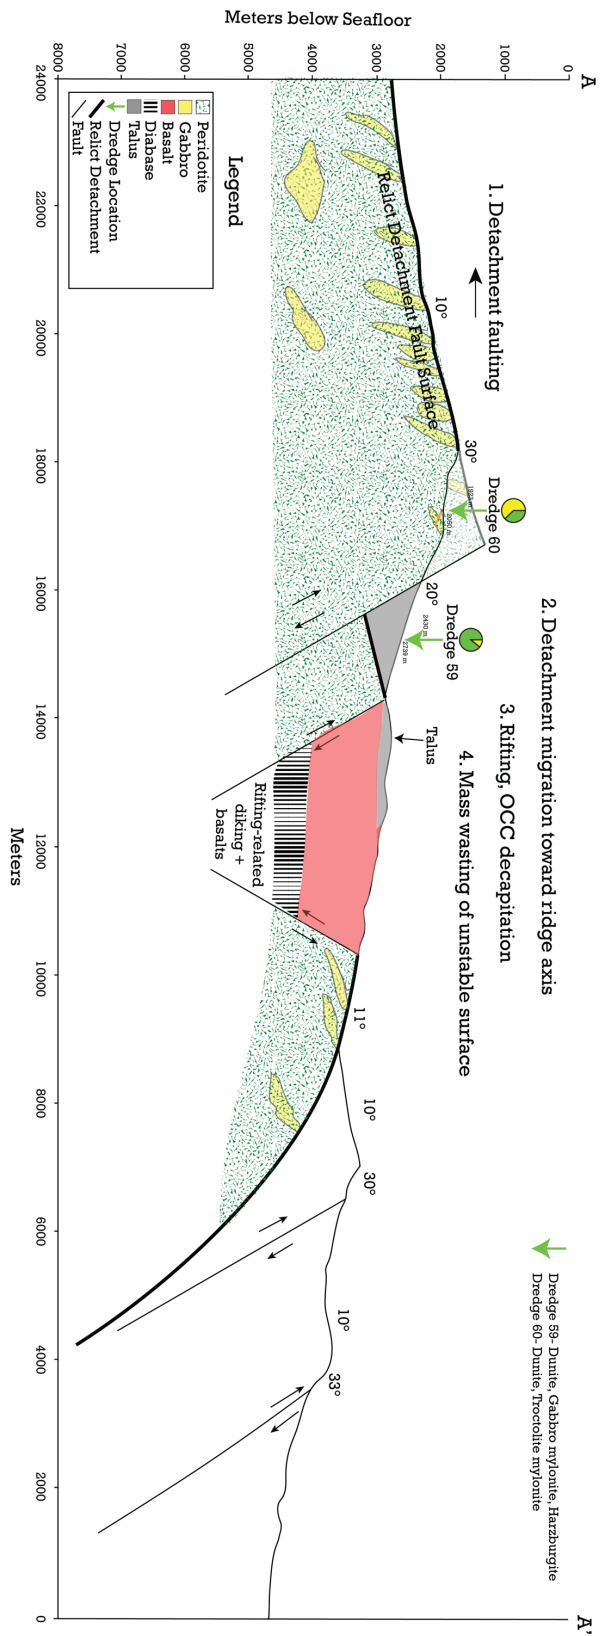 A
A'
1. Detachment faulting
2. Detachment migration toward ridge axis
3. Rifting, OCC decapitation
4. Mass wasting of unstable surface
Dredge 59- Dunite, Gabbro mylonite, Harzburgite
Dredge 60- Dunite, Troctolite mylonite
Meters below Seafloor
0
1000
2000
3000
4000
5000
6000
7000
8000
Dredge 60
Dredge 59
2430 m
2739 m
Talus
10°
30°
20°
11°
10°
30°
10°
33°
Relict Detachment Fault Surface
Rifting-related
diking +
basalts
Legend
Peridotite
Gabbro
Basalt
Diabase
Talus
Dredge Location
Relict Detachment
Fault
24000
22000
20000
18000
16000
14000
12000
10000
8000
6000
4000
2000
0
Meters